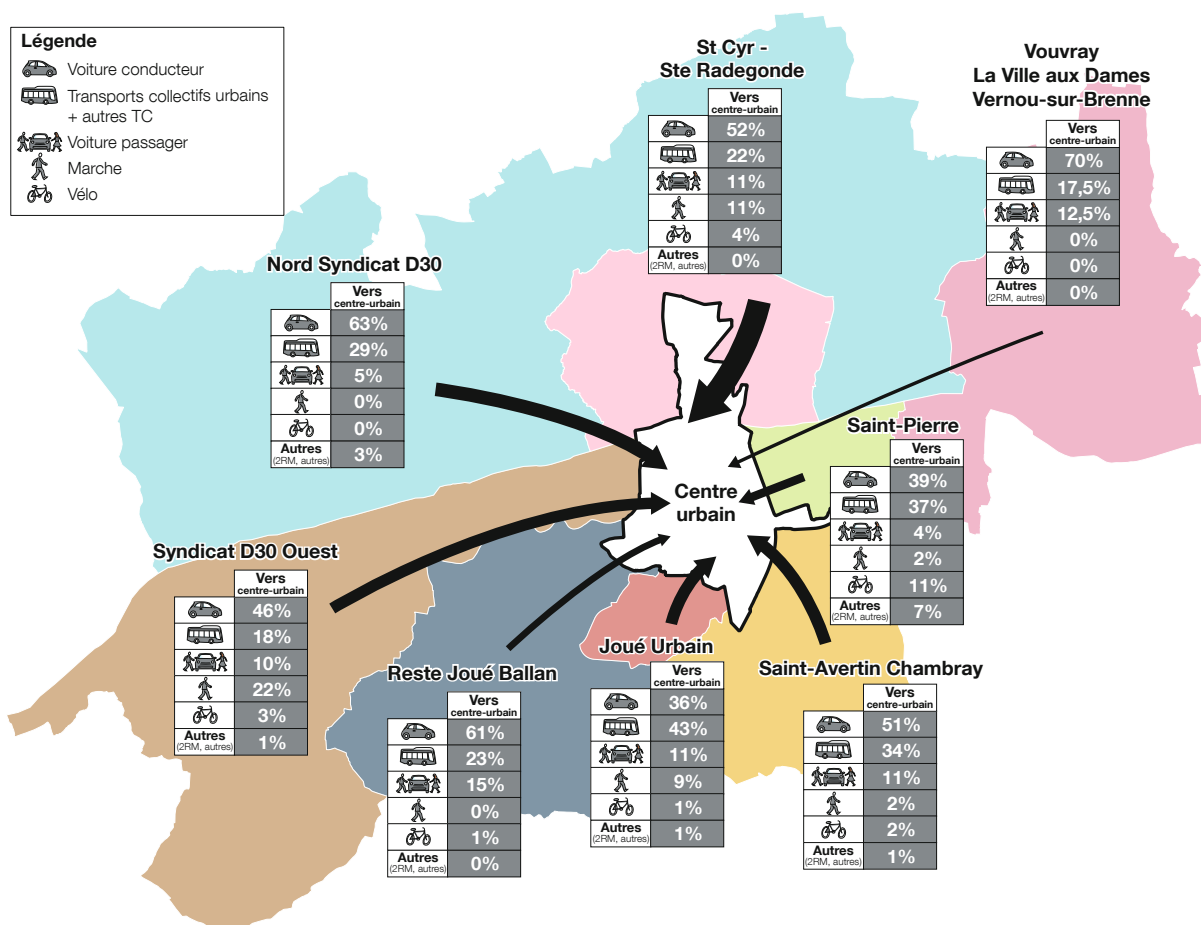 Légende
Voiture conducteur
Transports collectifs urbains
+ autres TC
Voiture passager
Marche
Vélo
St Cyr -
Ste Radegonde
Vers
centre-urbain
52%
22%
11%
11%
4%
Autres
(2RM, autres)
0%
Vouvray
La Ville aux Dames
Vernou-sur-Brenne
Vers
centre-urbain
70%
17,5%
12,5%
0%
0%
Autres
(2RM, autres)
0%
Nord Syndicat D30
Vers
centre-urbain
63%
29%
5%
0%
0%
Autres
(2RM, autres)
3%
Saint-Pierre
Vers
centre-urbain
39%
37%
4%
2%
11%
Autres
(2RM, autres)
7%
Centre
urbain
Syndicat D30 Ouest
Vers
centre-urbain
46%
18%
10%
22%
3%
Autres
(2RM, autres)
1%
Reste Joué Ballan
Vers
centre-urbain
61%
23%
15%
0%
1%
Autres
(2RM, autres)
0%
Joué Urbain
Vers
centre-urbain
36%
43%
11%
9%
1%
Autres
(2RM, autres)
1%
Saint-Avertin Chambray
Vers
centre-urbain
51%
34%
11%
2%
2%
Autres
(2RM, autres)
1%